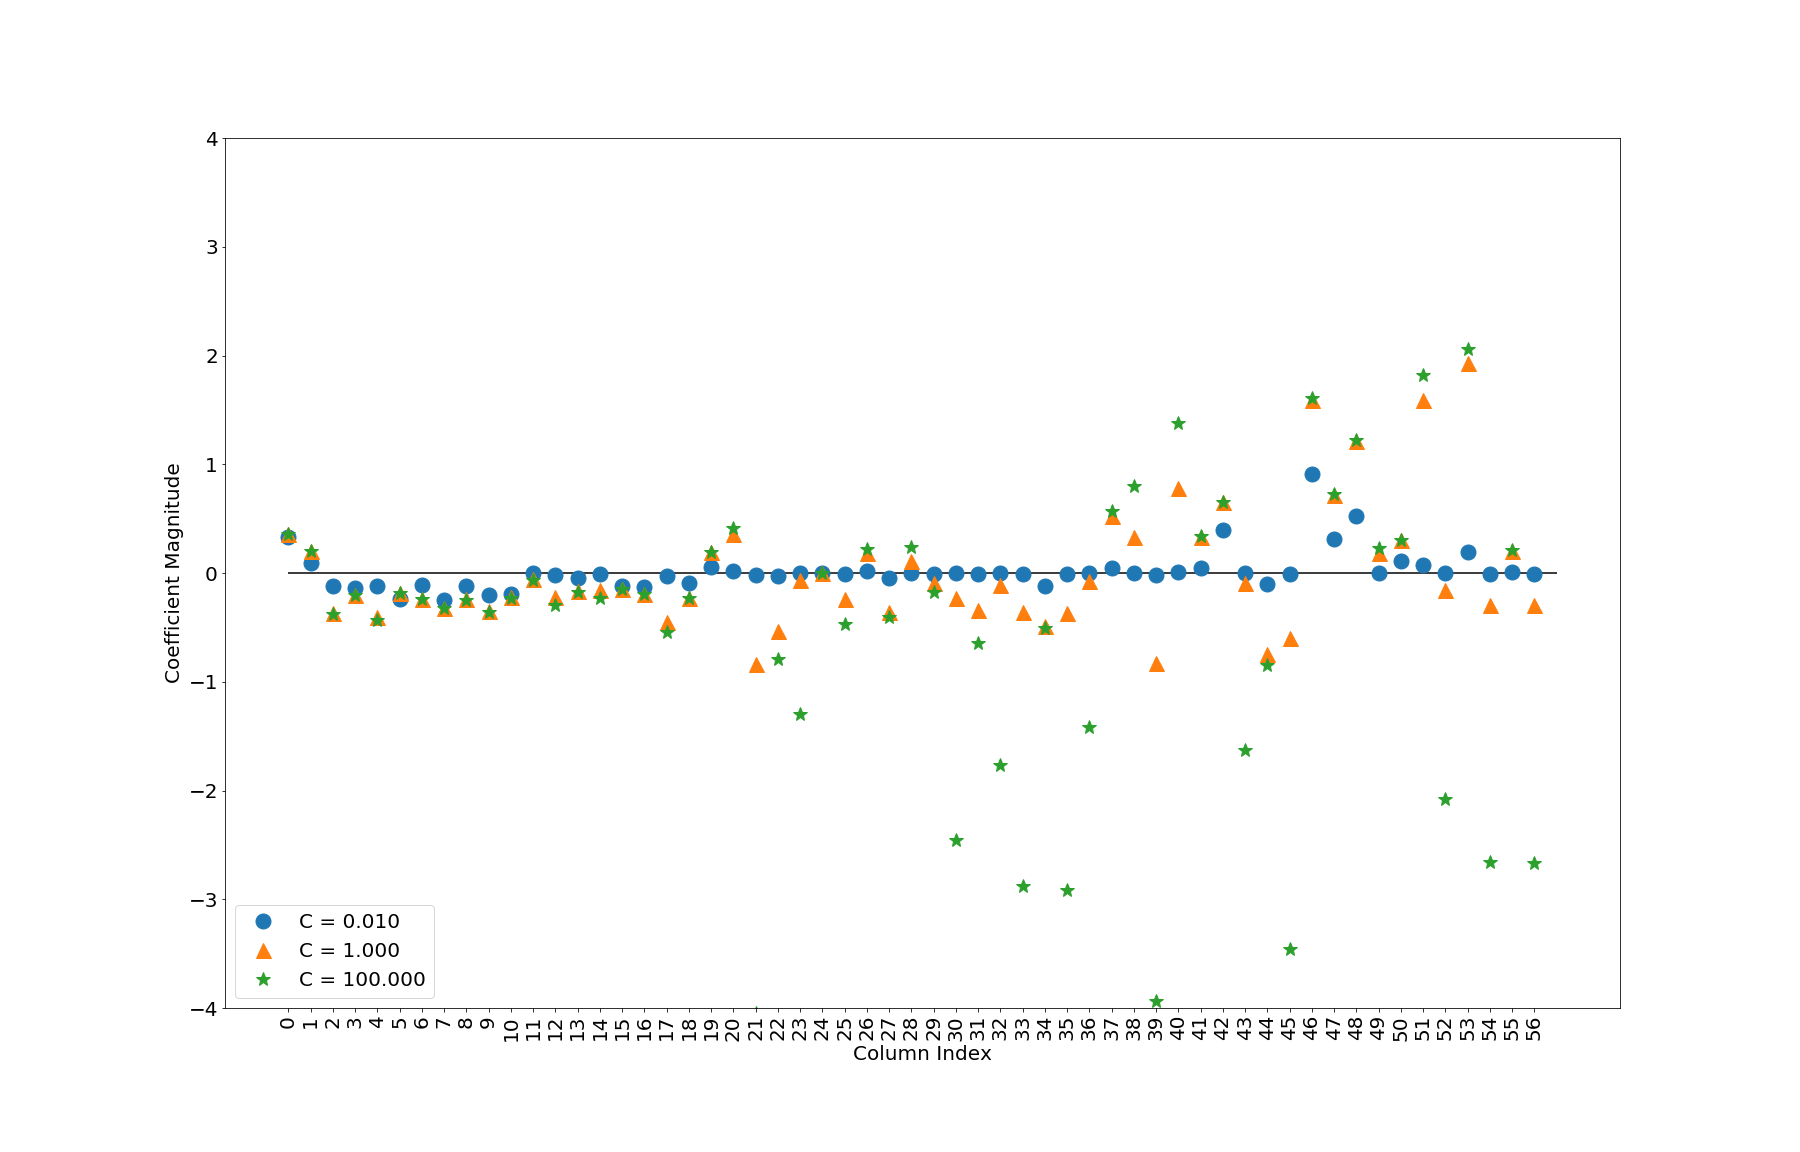 4
3
2
1
0
−1
−2
−3
−4
Coefficient Magnitude
C = 0.010
C = 1.000
C = 100.000
0 1 2 3 4 5 6 7 8 9 10 11 12 13 14 15 16 17 18 19 20 21 22 23 24 25 26 27 28 29 30 31 32 33 34 35 36 37 38 39 40 41 42 43 44 45 46 47 48 49 50 51 52 53 54 55 56
Column Index